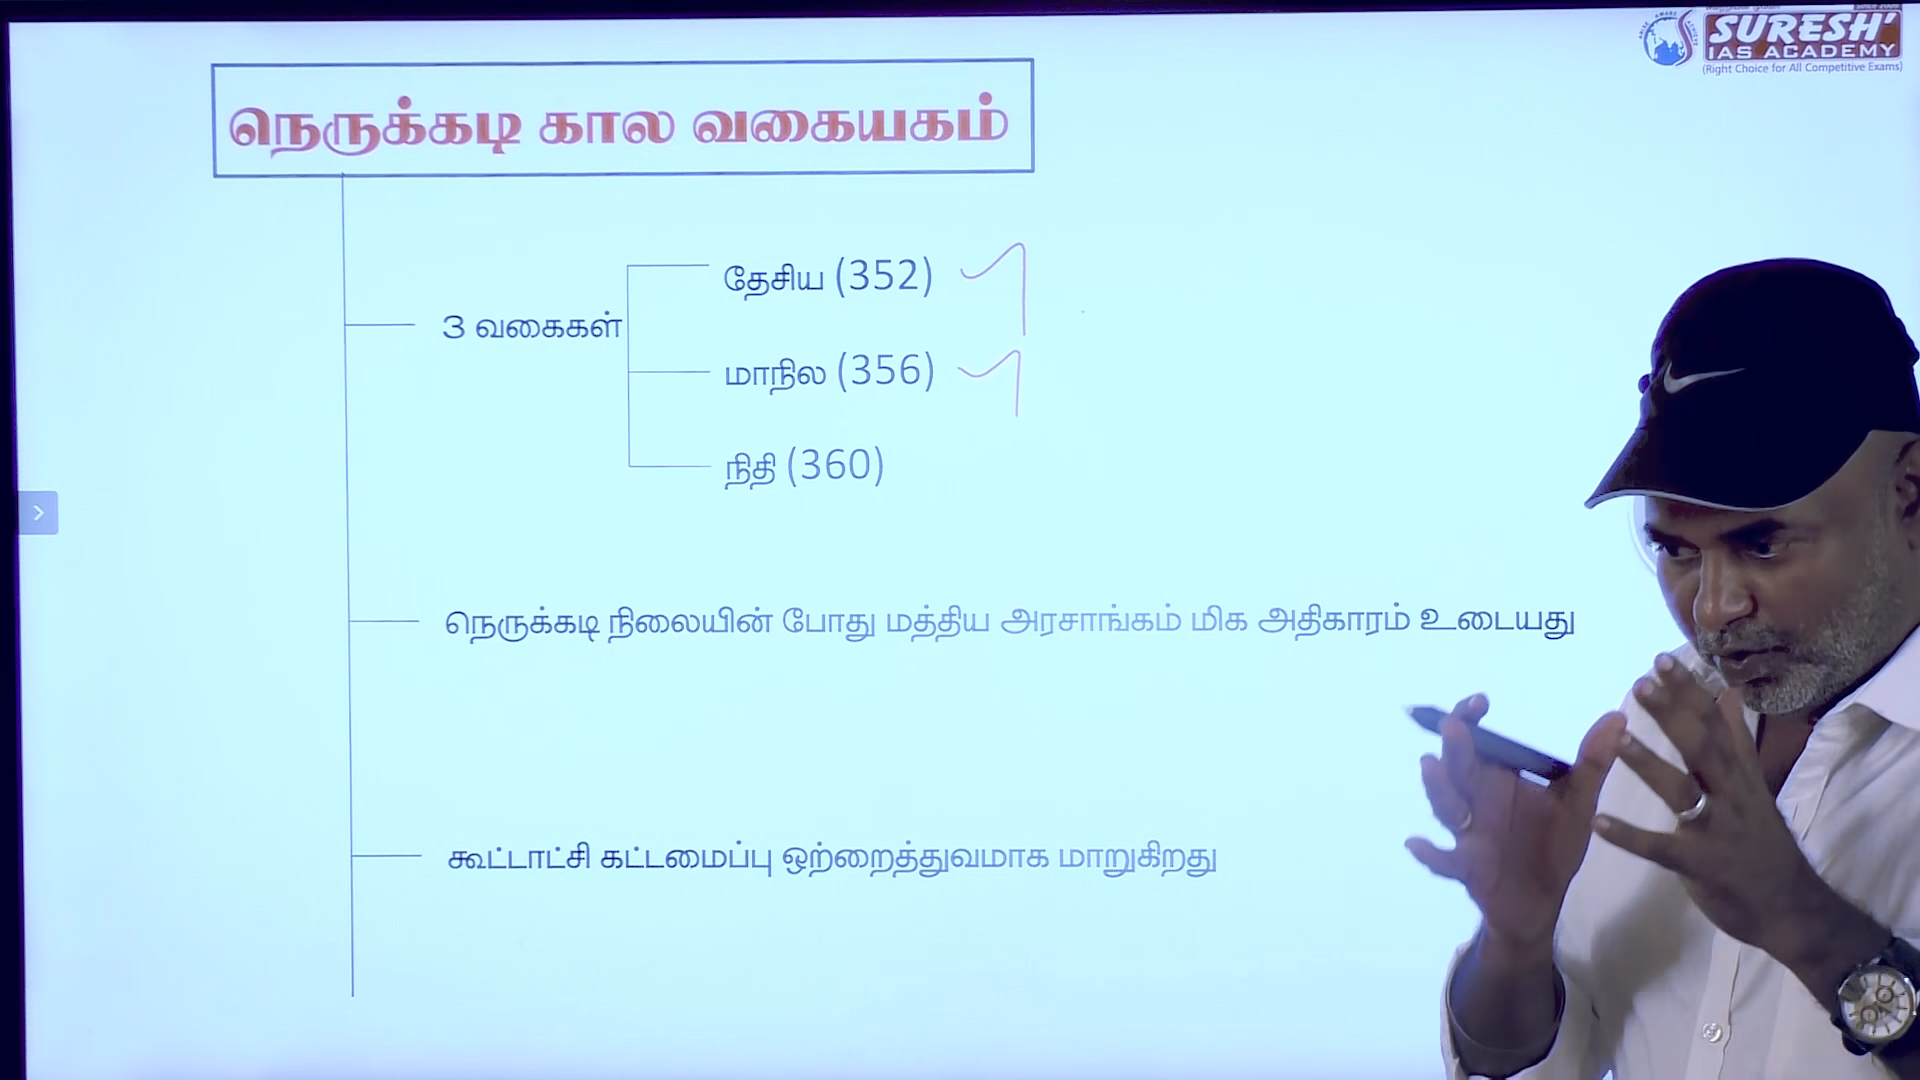 SURESH'
IAS ACADEMY
(Right Choice for All Competitive Exams)
நெருக்கடி கால வகையகம்
3 வகைகள்
தேசிய (352)
மாநில (356)
நிதி (360)
நெருக்கடி நிலையின் போது மத்திய அரசாங்கம் மிக அதிகாரம் உடையது
கூட்டாட்சி கட்டமைப்பு ஒற்றைத்துவமாக மாறுகிறது